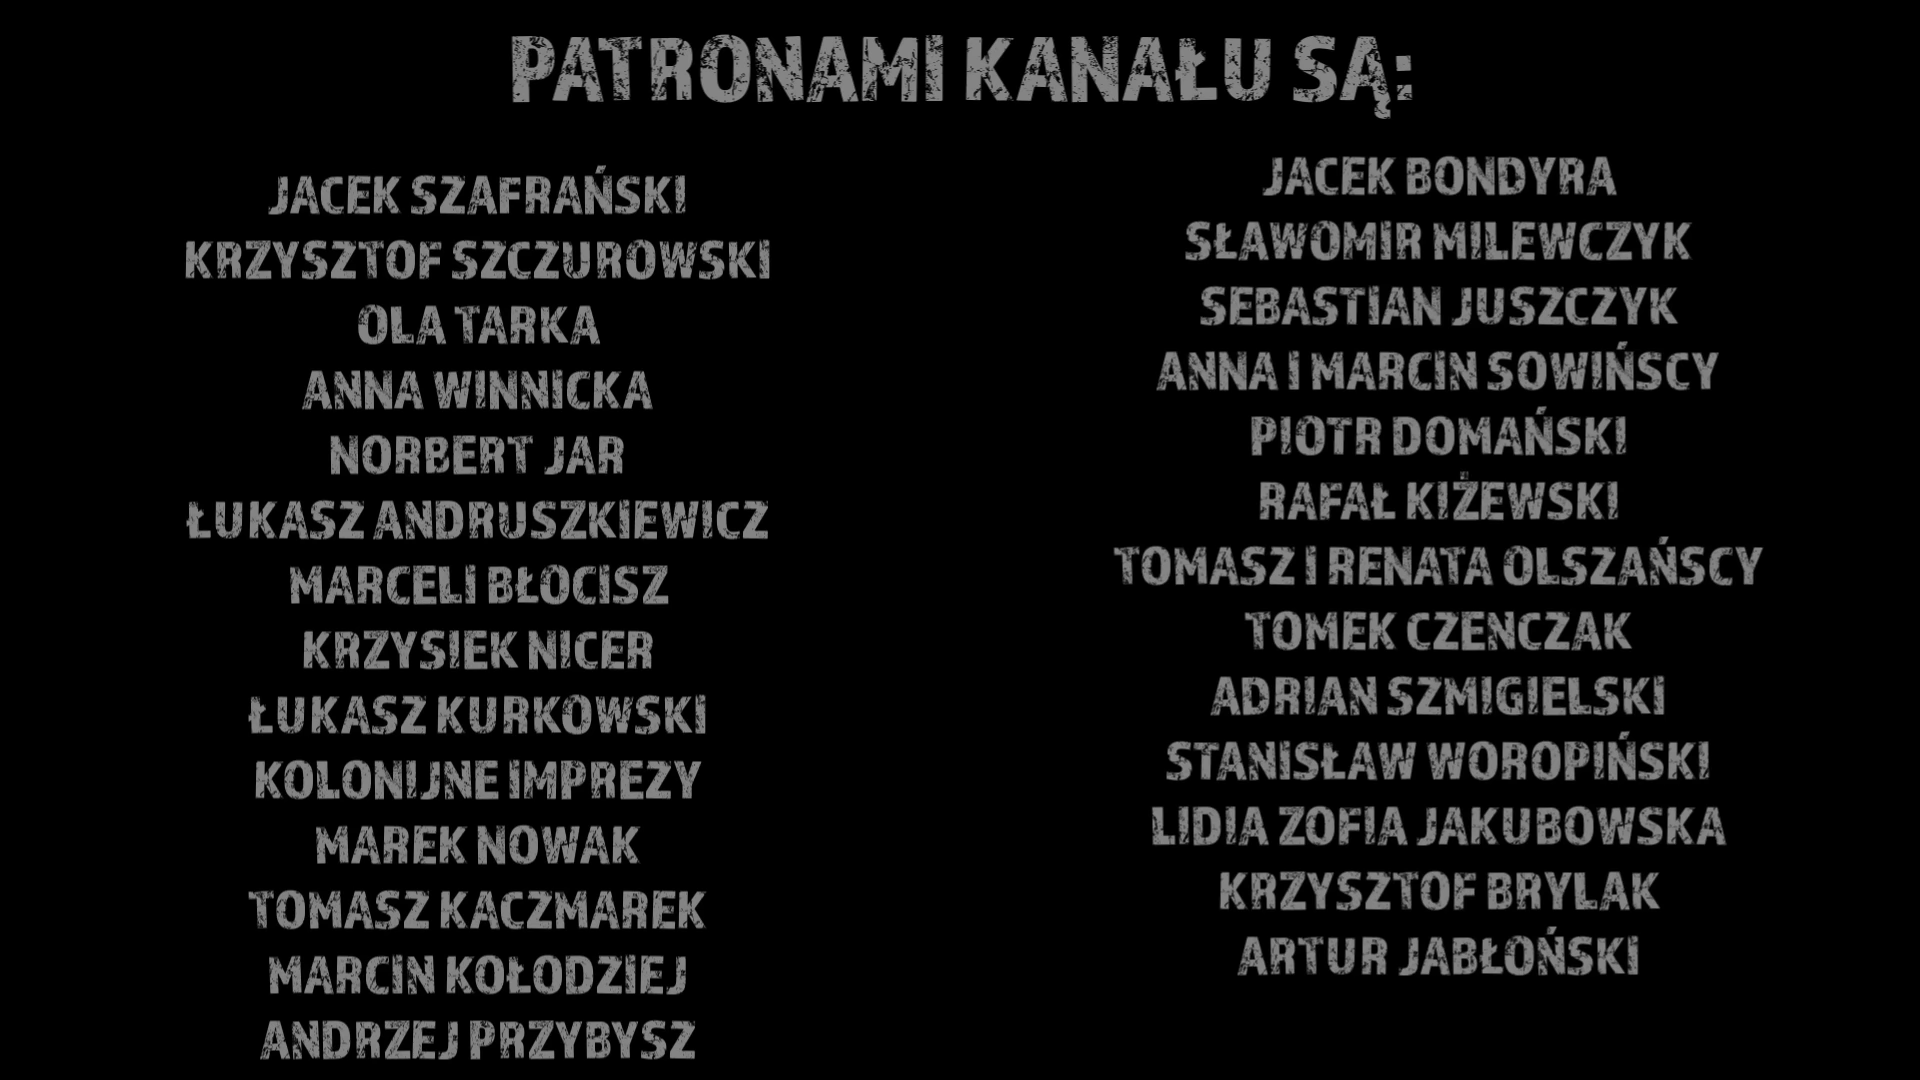 PATRONAMI KANAŁU SĄ:
JACEK SZAFRAŃSKI
KRZYSZTOF SZCZUROWSKI
OLA TARKA
ANNA WINNICKA
NORBERT JAR
ŁUKASZ ANDRUSZKIEWICZ
MARCELI BŁOCISZ
KRZYSIEK NICER
ŁUKASZ KURKOWSKI
KOLONIJNE IMPREZY
MAREK NOWAK
TOMASZ KACZMAREK
MARCIN KOŁODZIEJ
ANDRZEJ PRZYBYSZ
JACEK BONDYRA
SŁAWOMIR MILEWCZYK
SEBASTIAN JUSZCZYK
ANNA I MARCIN SOWIŃSCY
PIOTR DOMAŃSKI
RAFAŁ KIŻEWSKI
TOMASZ I RENATA OLSZAŃSCY
TOMEK CZENCZAK
ADRIAN SZMIGIELSKI
STANISŁAW WOROPIŃSKI
LIDIA ZOFIA JAKUBOWSKA
KRZYSZTOF BRYLAK
ARTUR JABŁOŃSKI